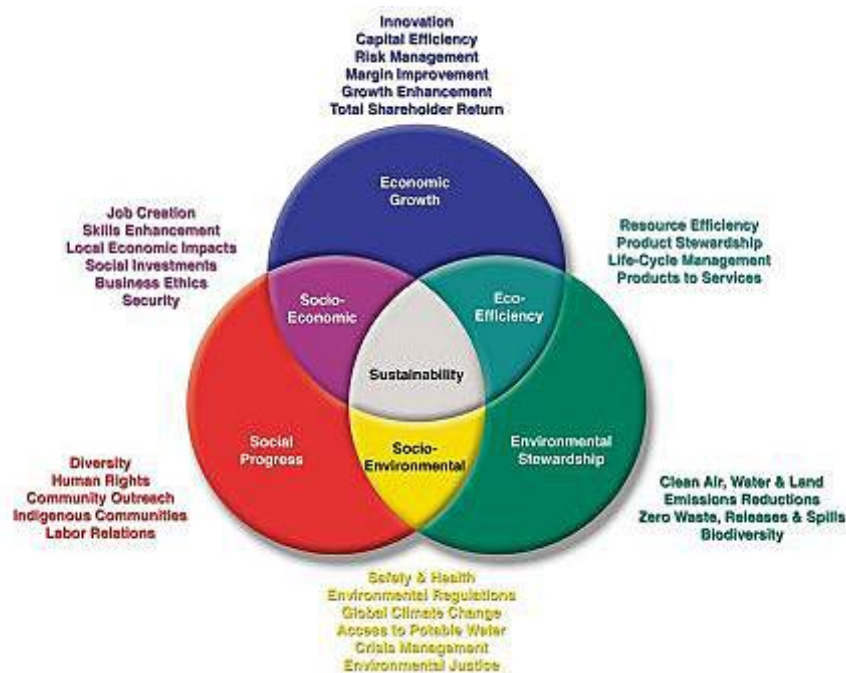 Innovation
Capital Efficiency
Risk Management
Margin Improvement
Growth Enhancement
Total Shareholder Return
Economic
Growth
Job Creation
Skills Enhancement
Local Economic Impacts
Social Investments
Business Ethics
Security
Resource Efficiency
Product Stewardship
Life-Cycle Management
Products to Services
Socio-
Economic
Eco-
Efficiency
Sustainability
Social
Progress
Socio-
Environmental
Environmental
Stewardship
Diversity
Human Rights
Community Outreach
Indigenous Communities
Labor Relations
Clean Air, Water & Land
Emissions Reductions
Zero Waste, Releases & Spills
Biodiversity
Safety & Health
Environmental Regulations
Global Climate Change
Access to Potable Water
Crisis Management
Environmental Justice